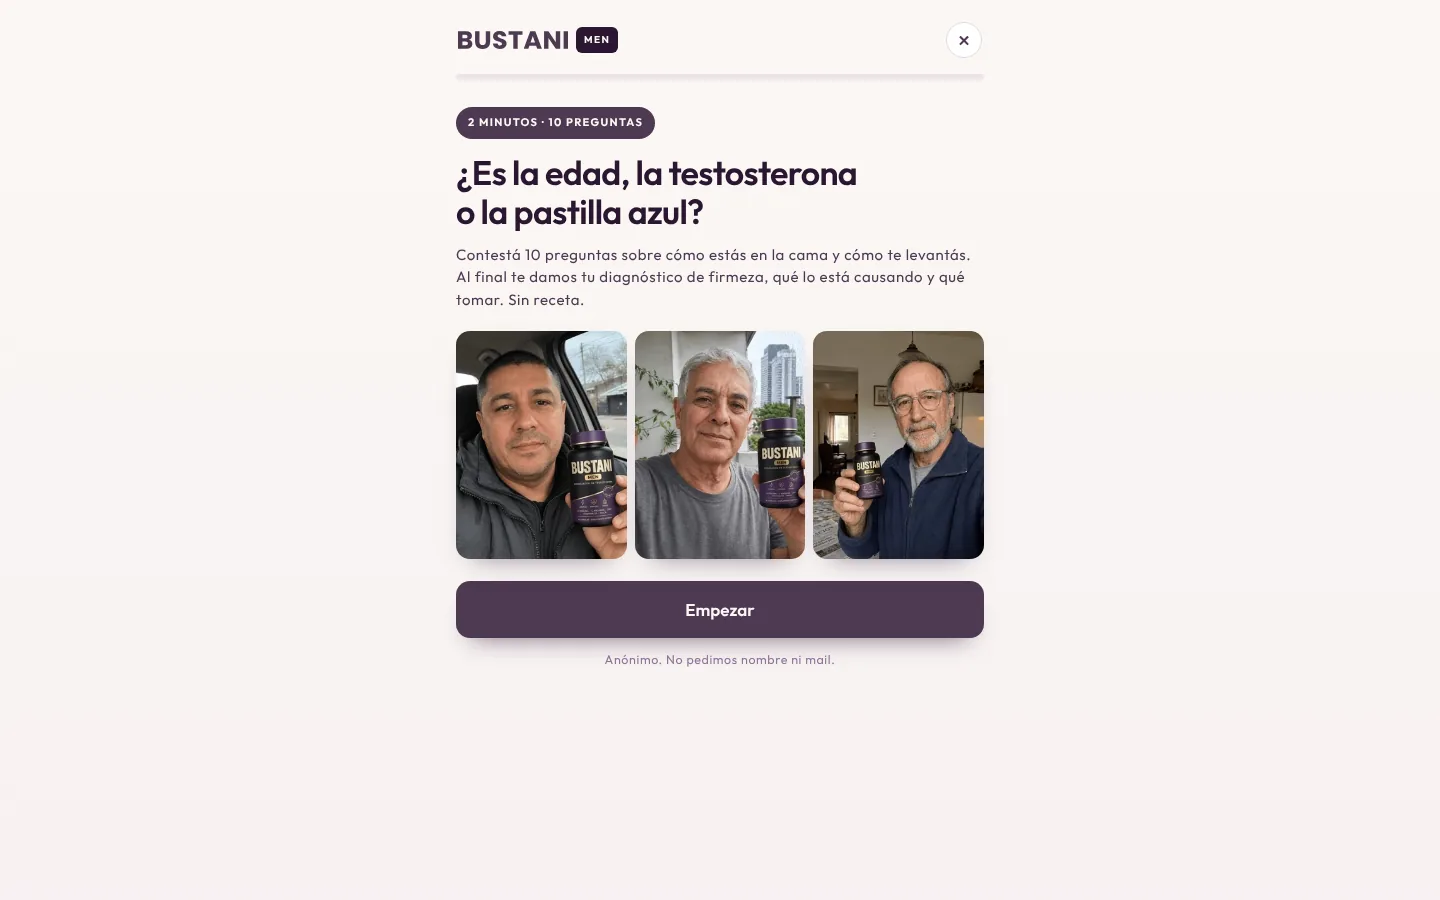 BUSTANI MEN
×
2 MINUTOS · 10 PREGUNTAS
¿Es la edad, la testosterona
o la pastilla azul?
Contestá 10 preguntas sobre cómo estás en la cama y cómo te levantás.
Al final te damos tu diagnóstico de firmeza, qué lo está causando y qué
tomar. Sin receta.
BUSTANI
MEN
BUSTANI
MEN
BUSTANI
Empezar
Anónimo. No pedimos nombre ni mail.